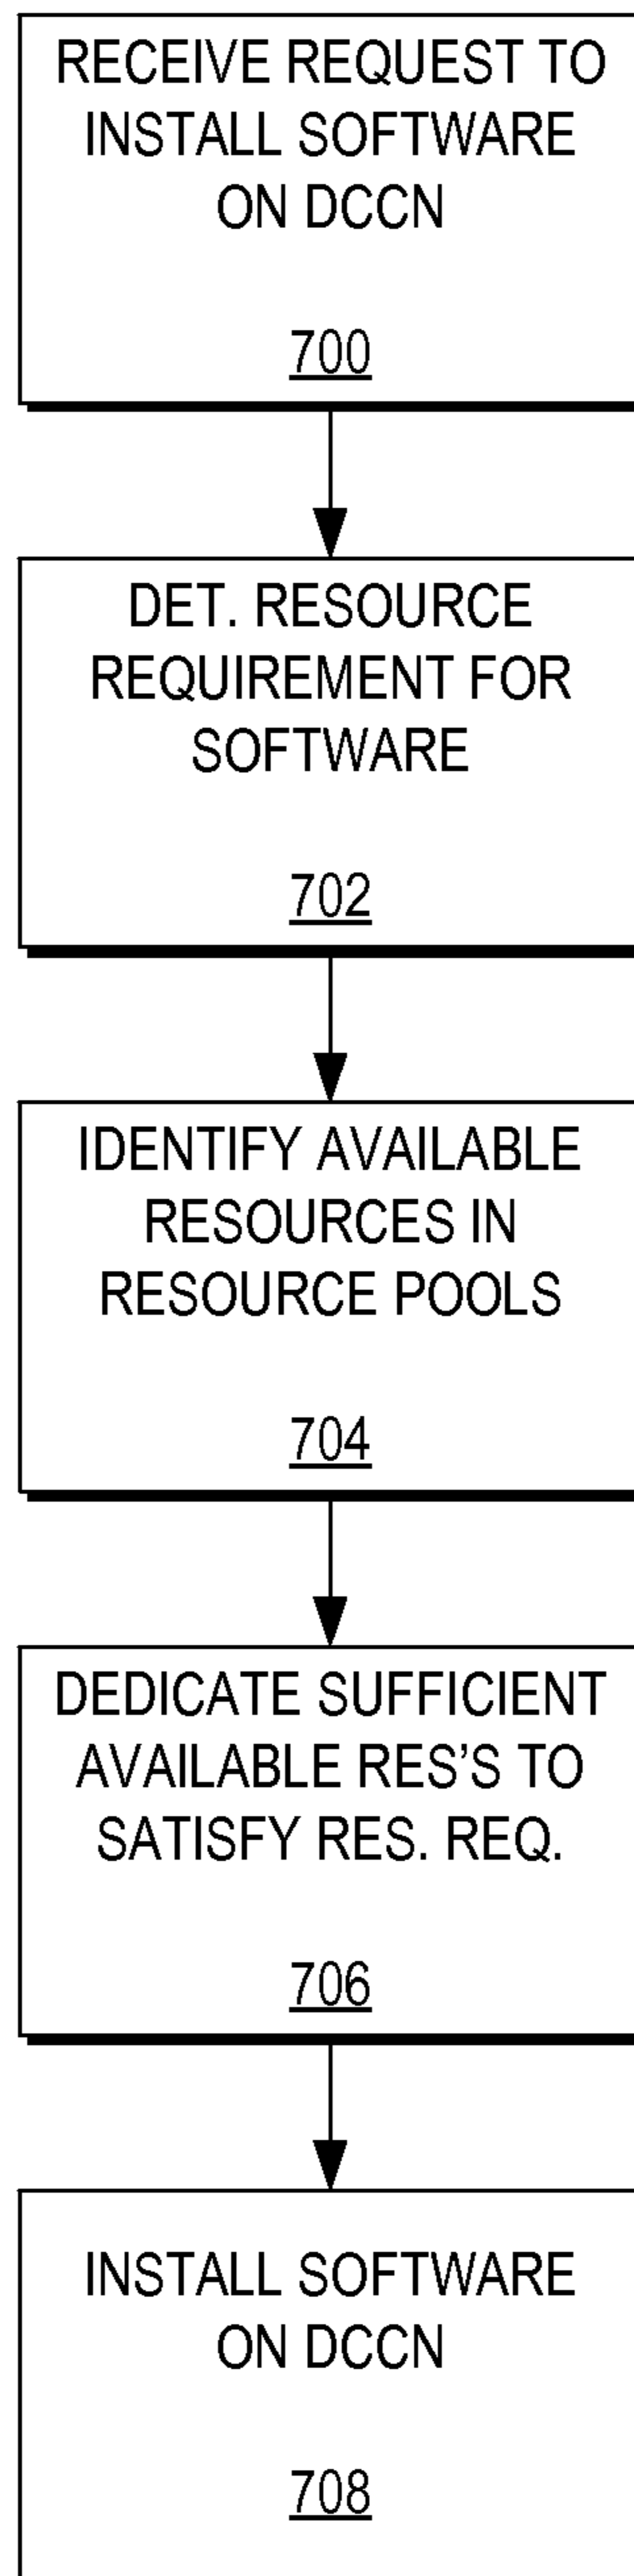 RECEIVE REQUEST TO
INSTALL SOFTWARE
ON DCCN
700
DET. RESOURCE
REQUIREMENT FOR
SOFTWARE
702
IDENTIFY AVAILABLE
RESOURCES IN
RESOURCE POOLS
704
DEDICATE SUFFICIENT
AVAILABLE RES'S TO
SATISFY RES. REQ.
706
INSTALL SOFTWARE
ON DCCN
708